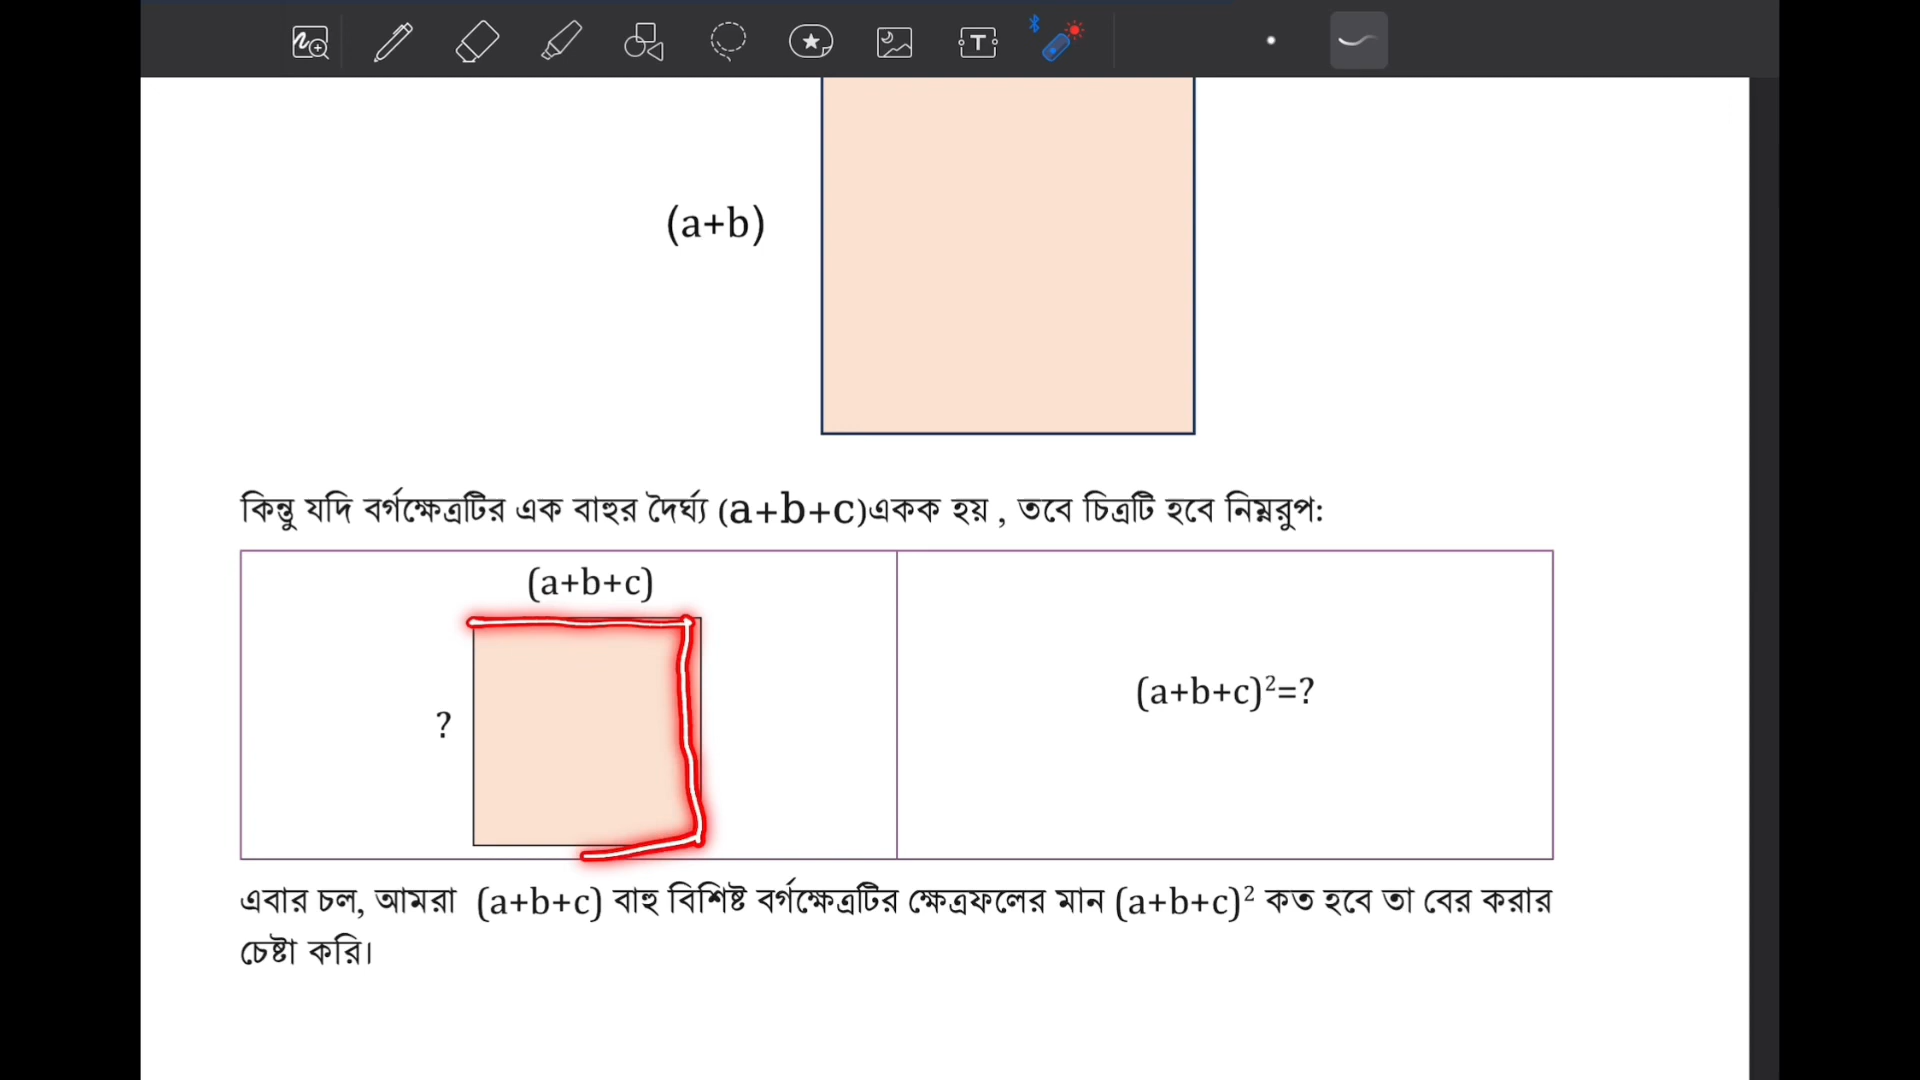 (a+b)
কিন্তু যদি বর্গক্ষেত্রটির এক বাহুর দৈর্ঘ্য (a+b+c)একক হয় , তবে চিত্রটি হবে নিম্নরুপ:
(a+b+c)
?
(a+b+c)²=?
এবার চল, আমরা (a+b+c) বাহু বিশিষ্ট বর্গক্ষেত্রটির ক্ষেত্রফলের মান (a+b+c)² কত হবে তা বের করার
চেষ্টা করি।